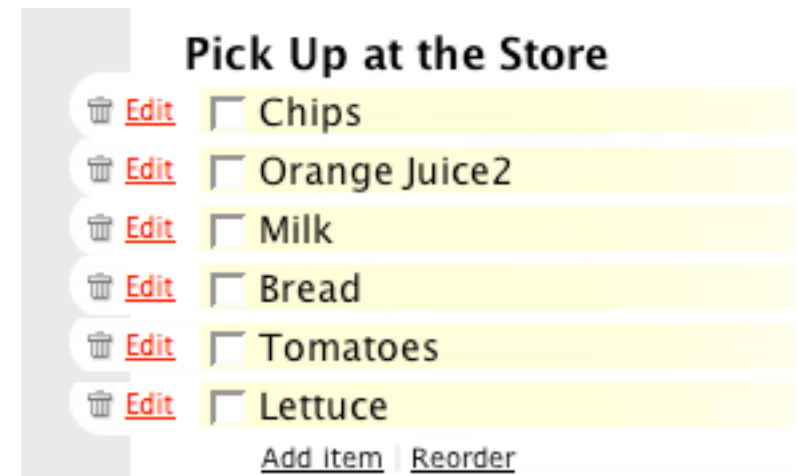 Pick Up at the Store
Edit Chips
Edit Orange Juice2
Edit Milk
Edit Bread
Edit Tomatoes
Edit Lettuce
Add item Reorder